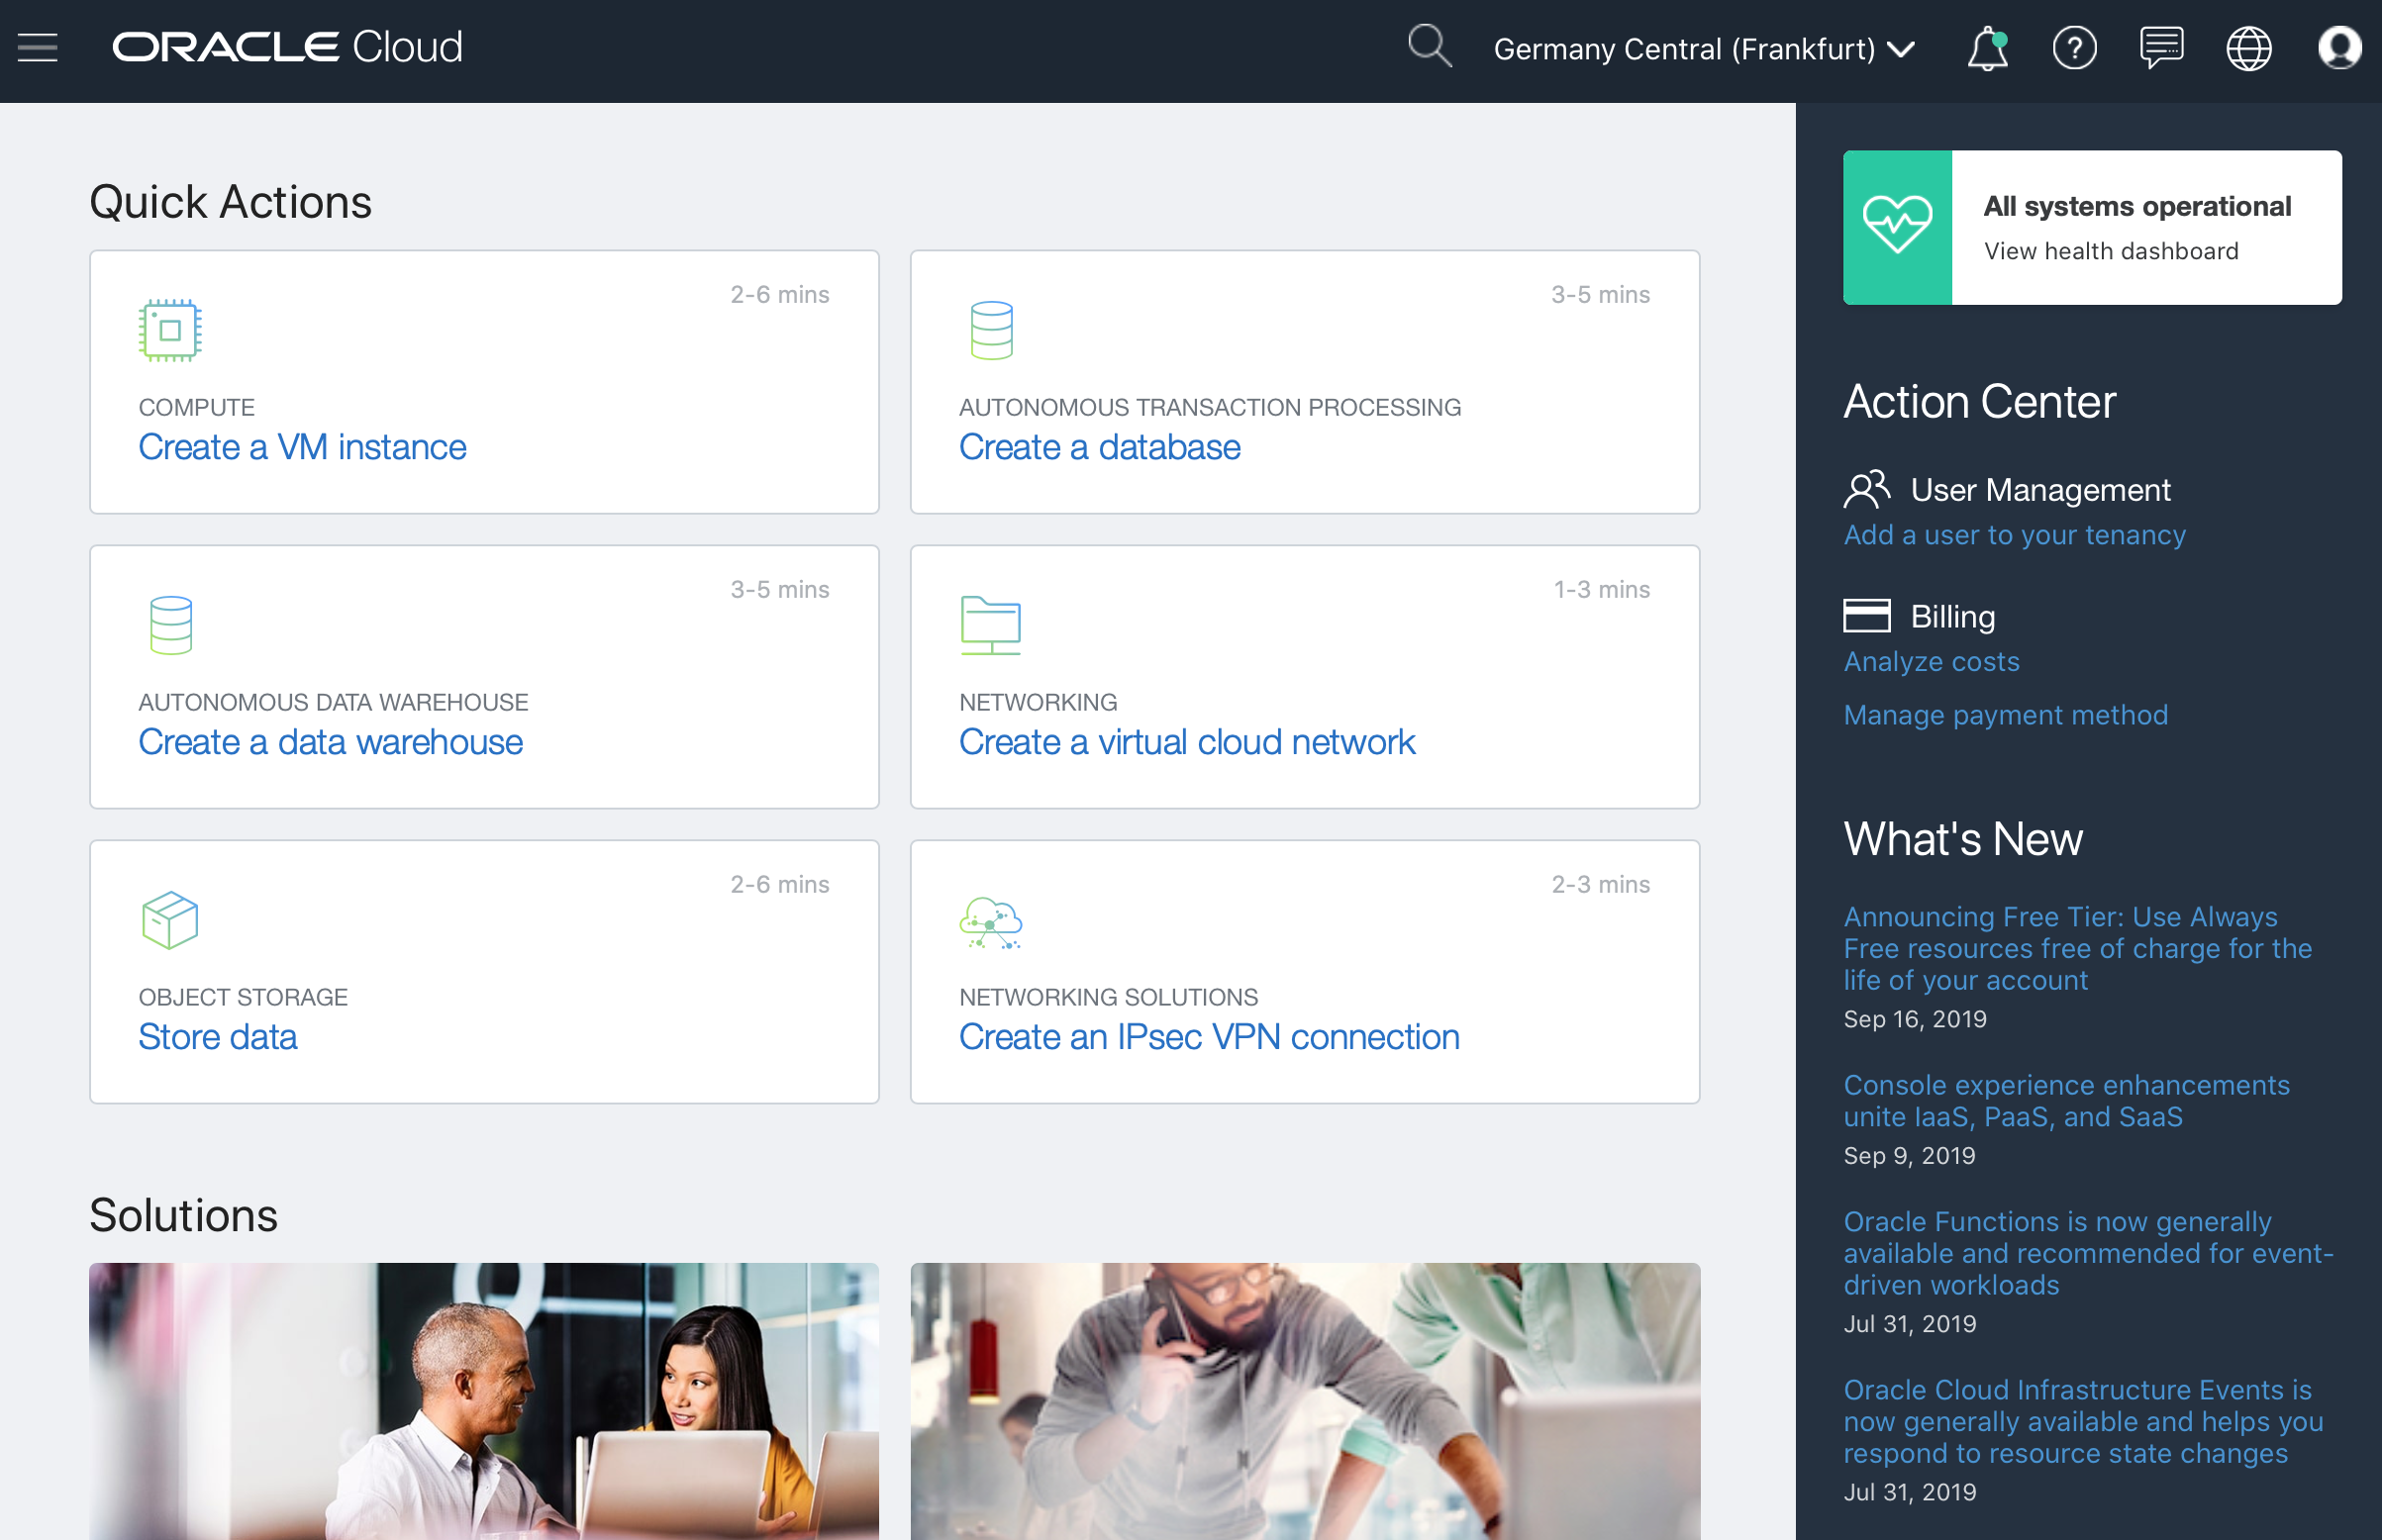 ORACLE Cloud
Germany Central (Frankfurt)
Quick Actions
2-6 mins
COMPUTE
Create a VM instance
3-5 mins
AUTONOMOUS TRANSACTION PROCESSING
Create a database
3-5 mins
AUTONOMOUS DATA WAREHOUSE
Create a data warehouse
1-3 mins
NETWORKING
Create a virtual cloud network
2-6 mins
OBJECT STORAGE
Store data
2-3 mins
NETWORKING SOLUTIONS
Create an IPsec VPN connection
Solutions
All systems operational
View health dashboard
Action Center
User Management
Add a user to your tenancy
Billing
Analyze costs
Manage payment method
What's New
Announcing Free Tier: Use Always
Free resources free of charge for the
life of your account
Sep 16, 2019
Console experience enhancements
unite IaaS, PaaS, and SaaS
Sep 9, 2019
Oracle Functions is now generally
available and recommended for event-
driven workloads
Jul 31, 2019
Oracle Cloud Infrastructure Events is
now generally available and helps you
respond to resource state changes
Jul 31, 2019